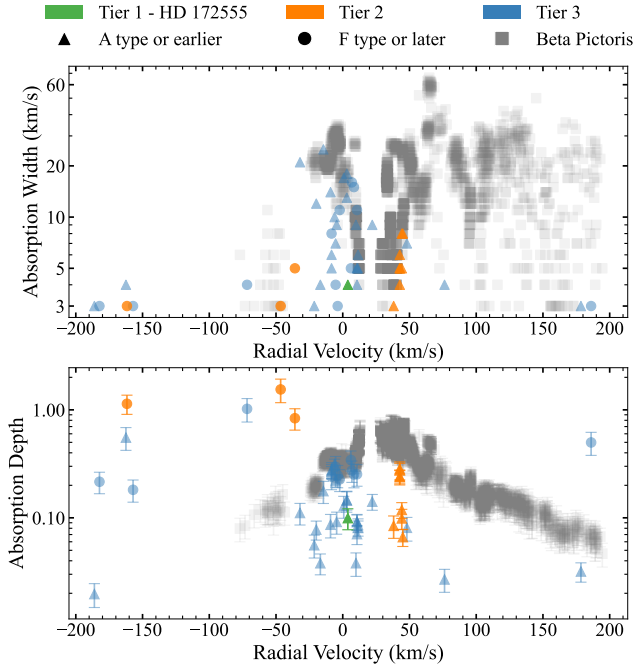 Tier 1 - HD 172555 Tier 2 Tier 3
A type or earlier F type or later Beta Pictoris
Absorption Width (km/s)
60
20
10
5
3
−200 −150 −100 −50 0 50 100 150 200
Radial Velocity (km/s)
Absorption Depth
1.00
0.10
−200 −150 −100 −50 0 50 100 150 200
Radial Velocity (km/s)